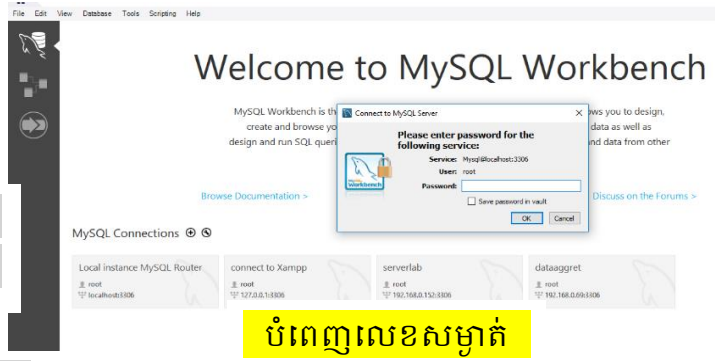 File Edit View Database Tools Scripting Help
Welcome to MySQL Workbench
MySQL Workbench is th
ows you to design,
create and browse yo
data as well as
design and run SQL queri
nd data from other
Connect to MySQL Server
Please enter password for the
following service:
Service: Mysql@localhost:3306
User: root
Password:
Save password in vault
OK Cancel
Workbench
Browse Documentation >
Discuss on the Forums >
MySQL Connections
Local instance MySQL Router
root
localhost:3306
connect to Xampp
root
127.0.0.1:3306
serverlab
root
192.168.0.152:3306
dataaggret
root
192.168.0.69:3306
បំពេញលេខសម្ងាត់